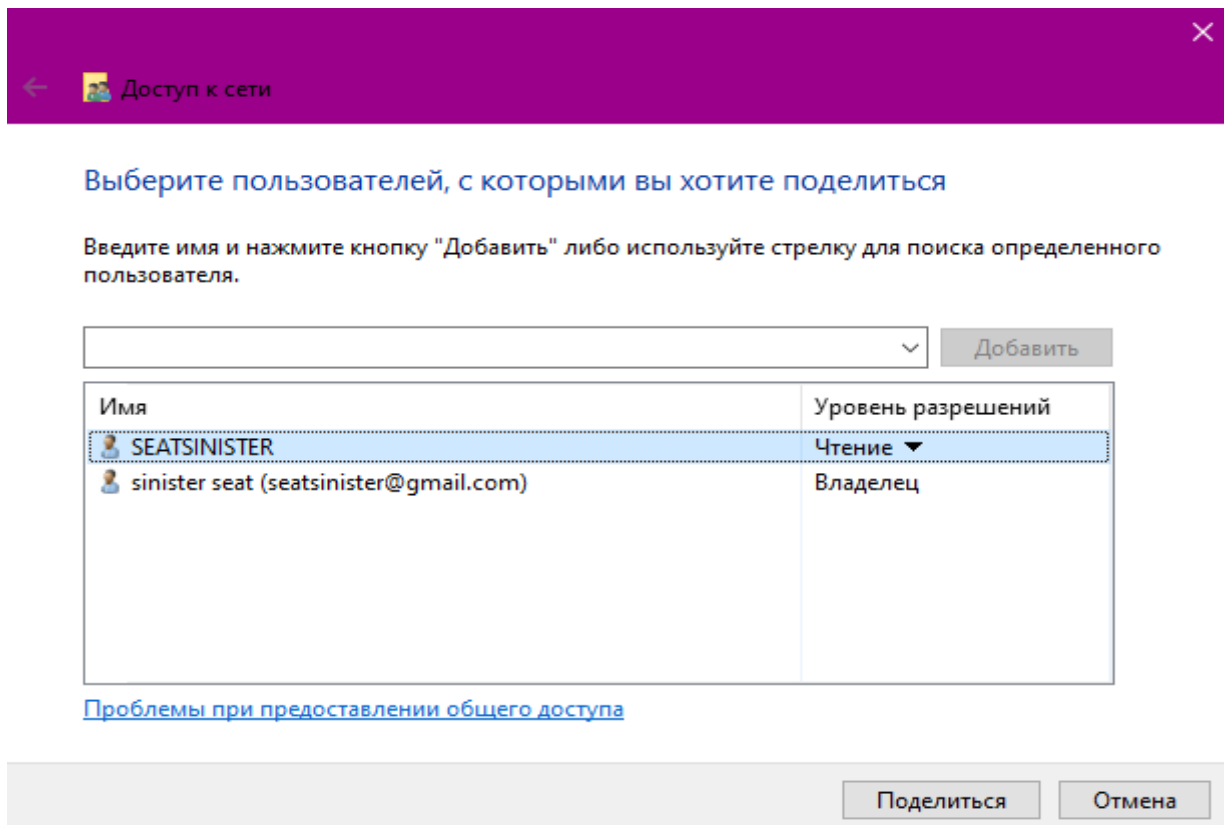 Доступ к сети
Выберите пользователей, с которыми вы хотите поделиться
Введите имя и нажмите кнопку "Добавить" либо используйте стрелку для поиска определенного
пользователя.
Добавить
Имя Уровень разрешений
SEATSINISTER Чтение
sinister seat (seatsinister@gmail.com) Владелец
Проблемы при предоставлении общего доступа
Поделиться Отмена